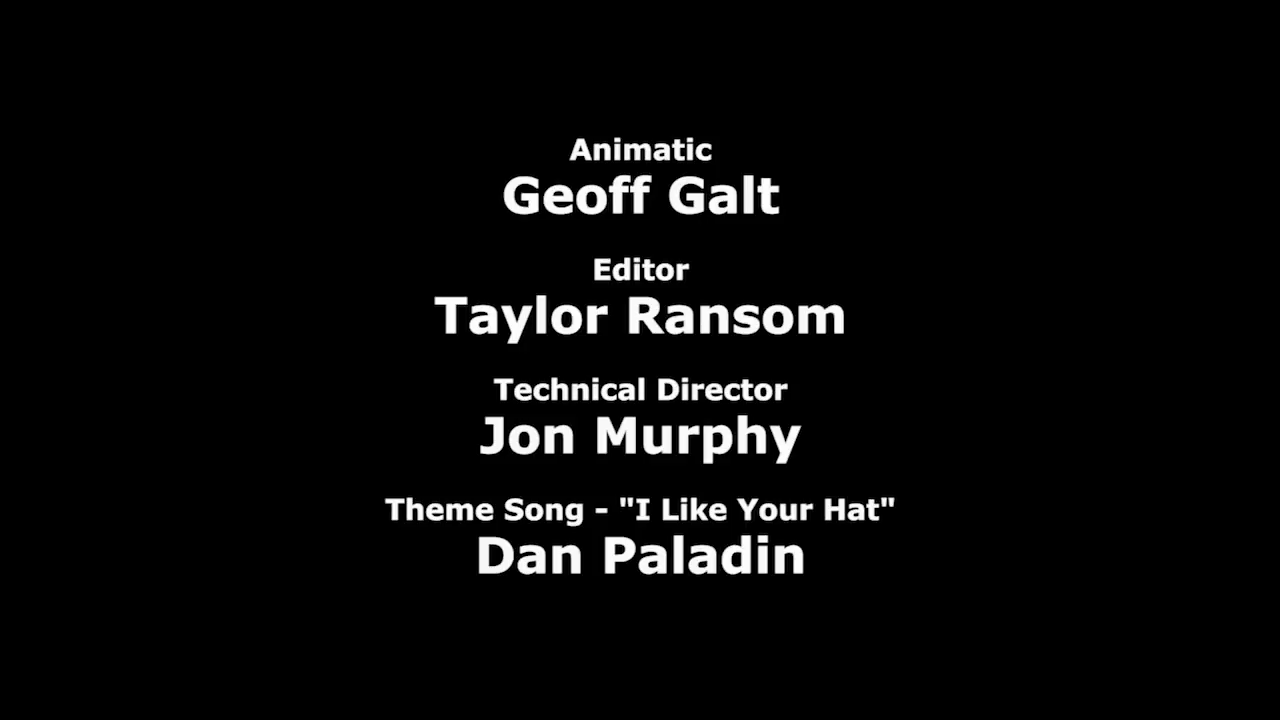 Animatic
Geoff Galt
Editor
Taylor Ransom
Technical Director
Jon Murphy
Theme Song - "I Like Your Hat"
Dan Paladin